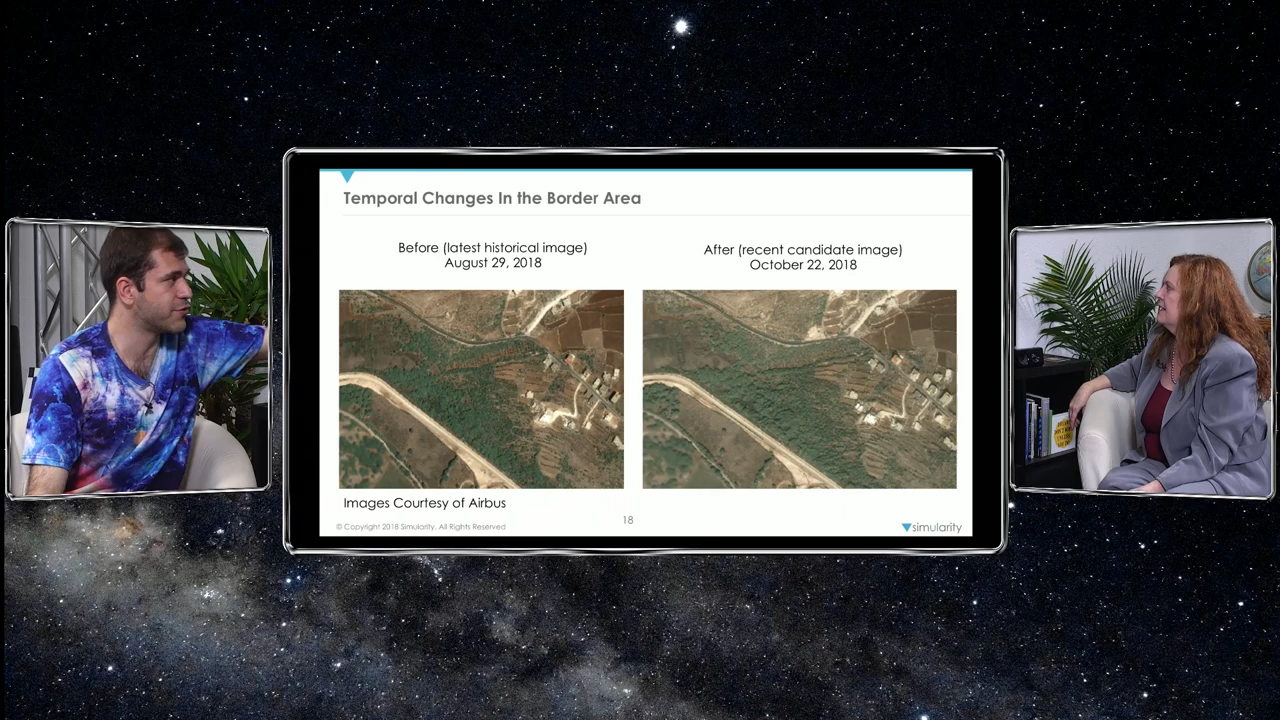 Temporal Changes In the Border Area
Before (latest historical image)
August 29, 2018
After (recent candidate image)
October 22, 2018
Images Courtesy of Airbus
© Copyright 2018 Simularity, All Rights Reserved
18
simularity